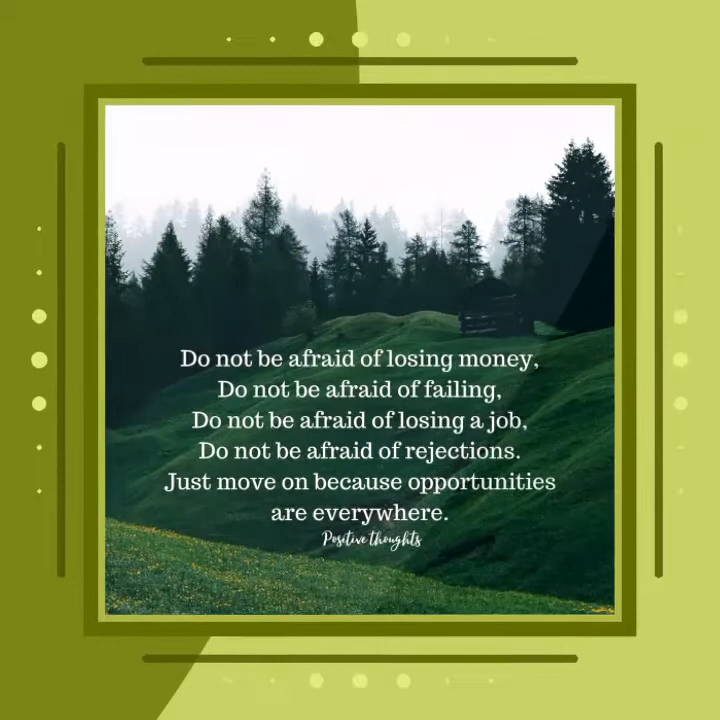 Do not be afraid of losing money,
Do not be afraid of failing,
Do not be afraid of losing a job,
Do not be afraid of rejections.
Just move on because opportunities
are everywhere.
Positive thoughts